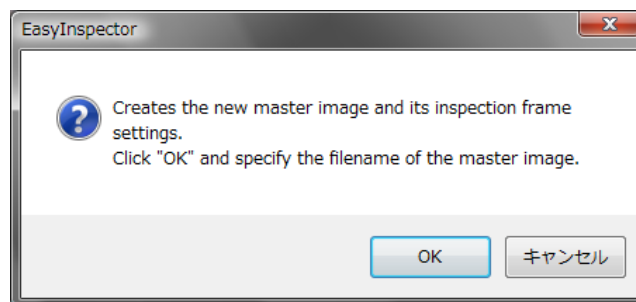 EasyInspector
Creates the new master image and its inspection frame
settings.
Click "OK" and specify the filename of the master image.
OK
キャンセル